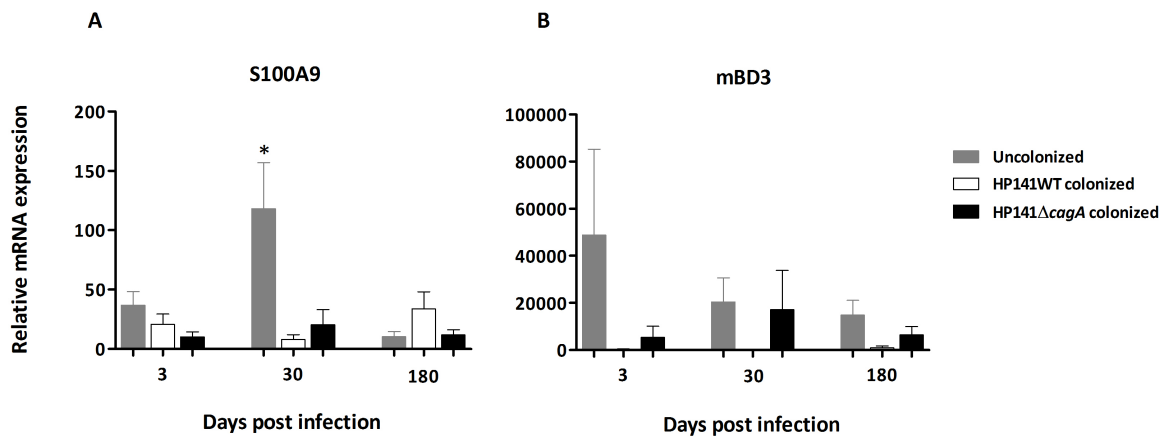 A
S100A9
Relative mRNA expression
200
150
100
50
0
*
3 30 180
Days post infection
B
mBD3
100000
80000
60000
40000
20000
0
3 30 180
Days post infection
Uncolonized
HP141WT colonized
HP141ΔcagA colonized